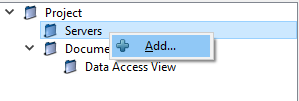 Project
Servers
Add...
Docume
Data Access View